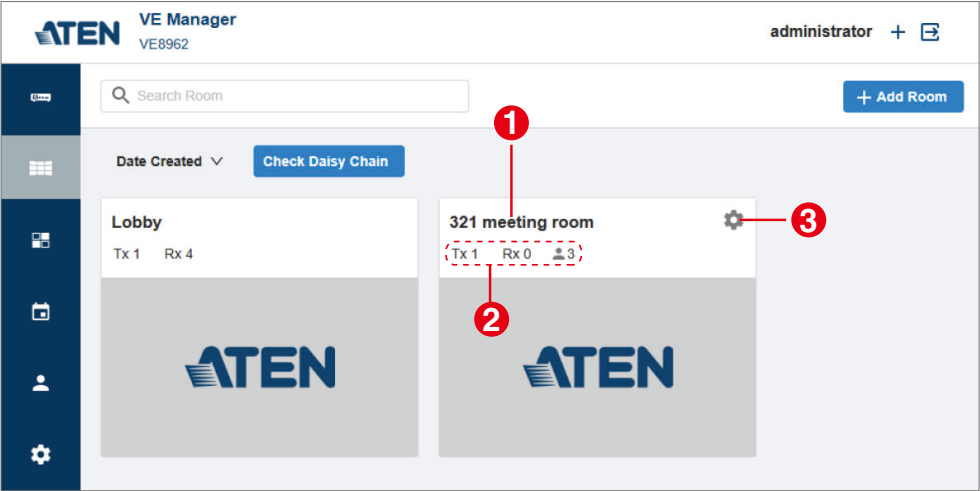 ATEN VE Manager
VE8962
administrator
Search Room
+ Add Room
1
Date Created
Check Daisy Chain
Lobby
Tx 1 Rx 4
321 meeting room
3
Tx 1 Rx 0 3
2
ATEN
ATEN